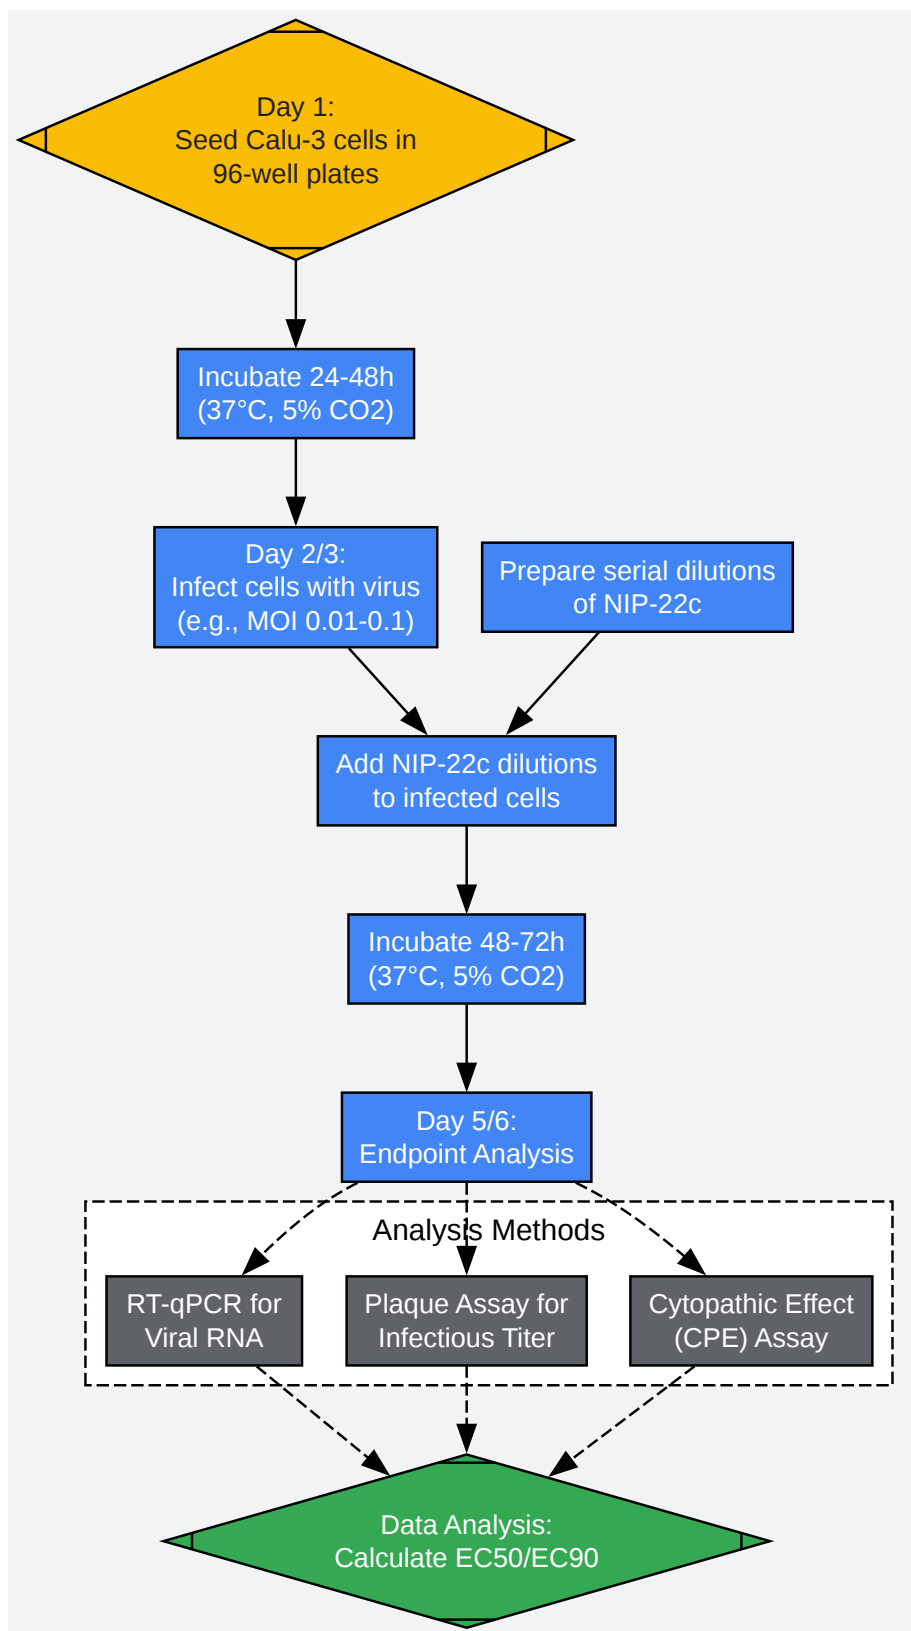 Day 1:
Seed Calu-3 cells in
96-well plates
Incubate 24-48h
(37°C, 5% CO2)
Day 2/3:
Infect cells with virus
(e.g., MOI 0.01-0.1)
Prepare serial dilutions
of NIP-22c
Add NIP-22c dilutions
to infected cells
Incubate 48-72h
(37°C, 5% CO2)
Day 5/6:
Endpoint Analysis
Analysis Methods
RT-qPCR for
Viral RNA
Plaque Assay for
Infectious Titer
Cytopathic Effect
(CPE) Assay
Data Analysis:
Calculate EC50/EC90